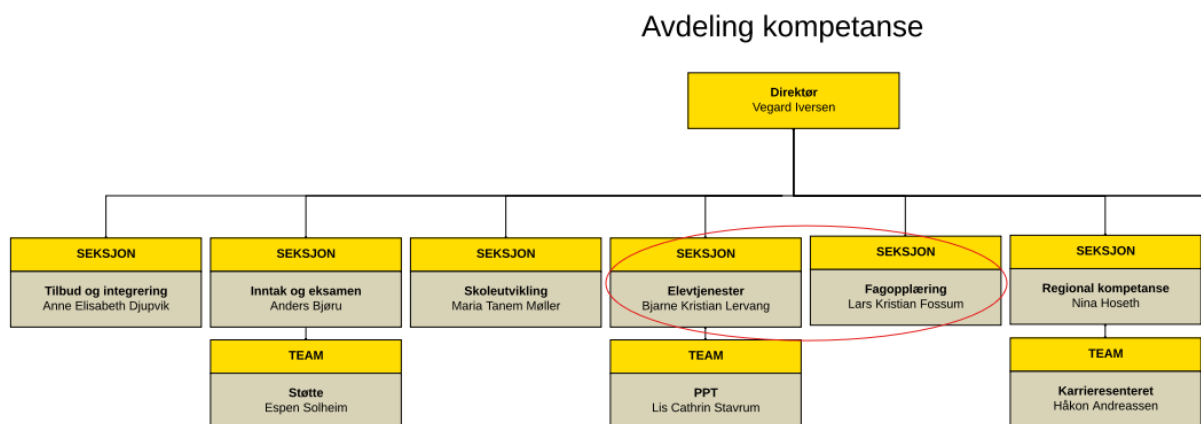 Avdeling kompetanse
Direktør
Vegard Iversen
SEKSJON
Tilbud og integrering
Anne Elisabeth Djupvik
SEKSJON
Inntak og eksamen
Anders Bjøru
TEAM
Støtte
Espen Solheim
SEKSJON
Skoleutvikling
Maria Tanem Møller
SEKSJON
Elevtjenester
Bjarne Kristian Lervang
TEAM
PPT
Lis Cathrin Stavrum
SEKSJON
Fagopplæring
Lars Kristian Fossum
SEKSJON
Regional kompetanse
Nina Hoseth
TEAM
Karrieresenteret
Håkon Andreassen